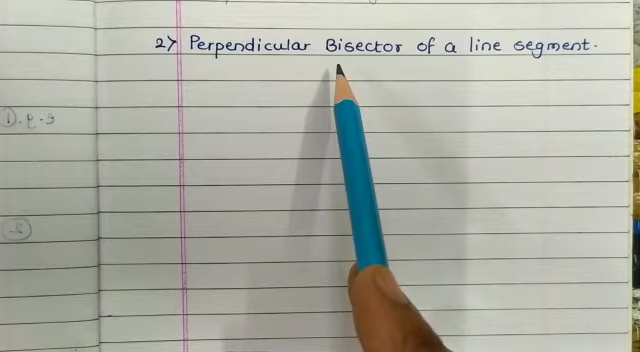 2) Perpendicular Bisector of a line segment.